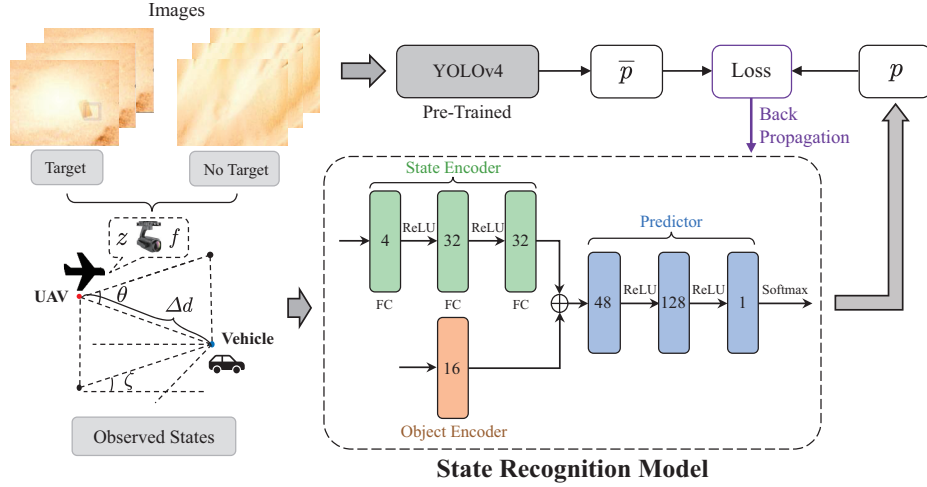 Images
Target
No Target
z
f
UAV
θ
Δd
Vehicle
ζ
Observed States
YOLOv4
Pre-Trained
p̅
Loss
p
Back
Propagation
State Encoder
4
ReLU
32
ReLU
32
FC
FC
FC
16
Object Encoder
Predictor
48
ReLU
128
ReLU
1
Softmax
State Recognition Model